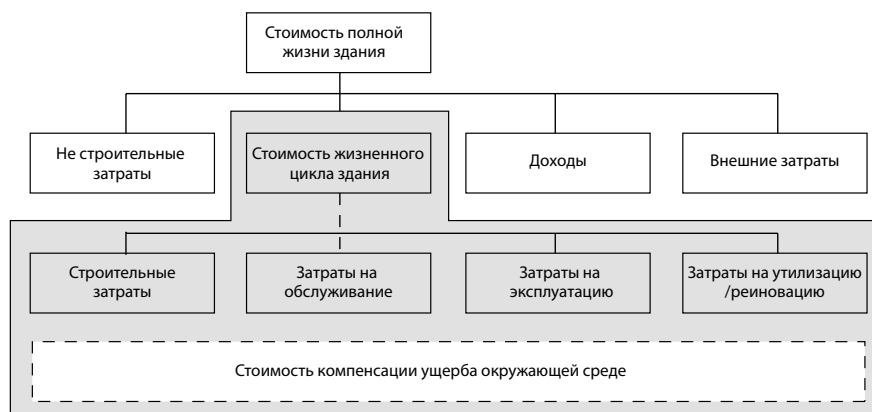 Стоимость полной
жизни здания
Не строительные
затраты
Стоимость жизненного
цикла здания
Доходы
Внешние затраты
Строительные
затраты
Затраты на
обслуживание
Затраты на
эксплуатацию
Затраты на утилизацию
/реиновацию
Стоимость компенсации ущерба окружающей среде